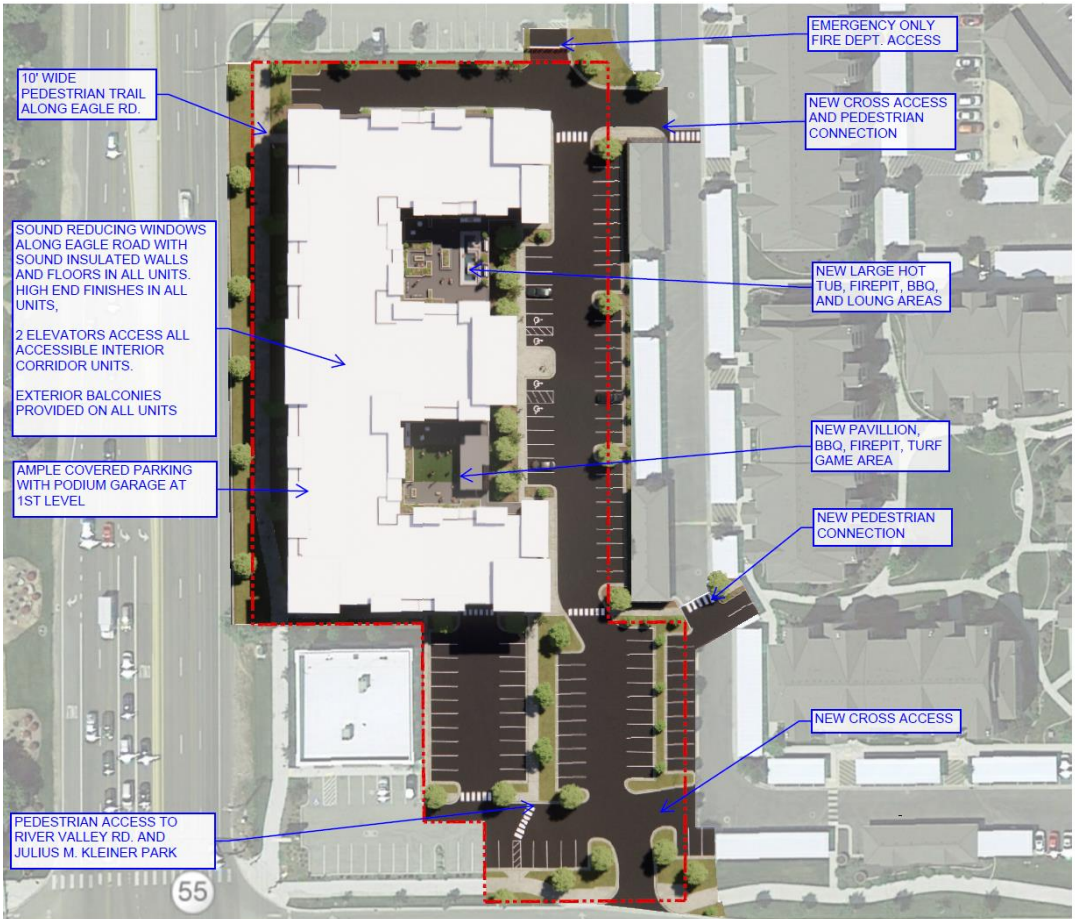 EMERGENCY ONLY
FIRE DEPT. ACCESS
10' WIDE
PEDESTRIAN TRAIL
ALONG EAGLE RD.
NEW CROSS ACCESS
AND PEDESTRIAN
CONNECTION
SOUND REDUCING WINDOWS
ALONG EAGLE ROAD WITH
SOUND INSULATED WALLS
AND FLOORS IN ALL UNITS.
HIGH END FINISHES IN ALL
UNITS,
2 ELEVATORS ACCESS ALL
ACCESSIBLE INTERIOR
CORRIDOR UNITS.
EXTERIOR BALCONIES
PROVIDED ON ALL UNITS
NEW LARGE HOT
TUB, FIREPIT, BBQ,
AND LOUNG AREAS
NEW PAVILLION,
BBQ, FIREPIT, TURF
GAME AREA
AMPLE COVERED PARKING
WITH PODIUM GARAGE AT
1ST LEVEL
NEW PEDESTRIAN
CONNECTION
NEW CROSS ACCESS
PEDESTRIAN ACCESS TO
RIVER VALLEY RD. AND
JULIUS M. KLEINER PARK
55